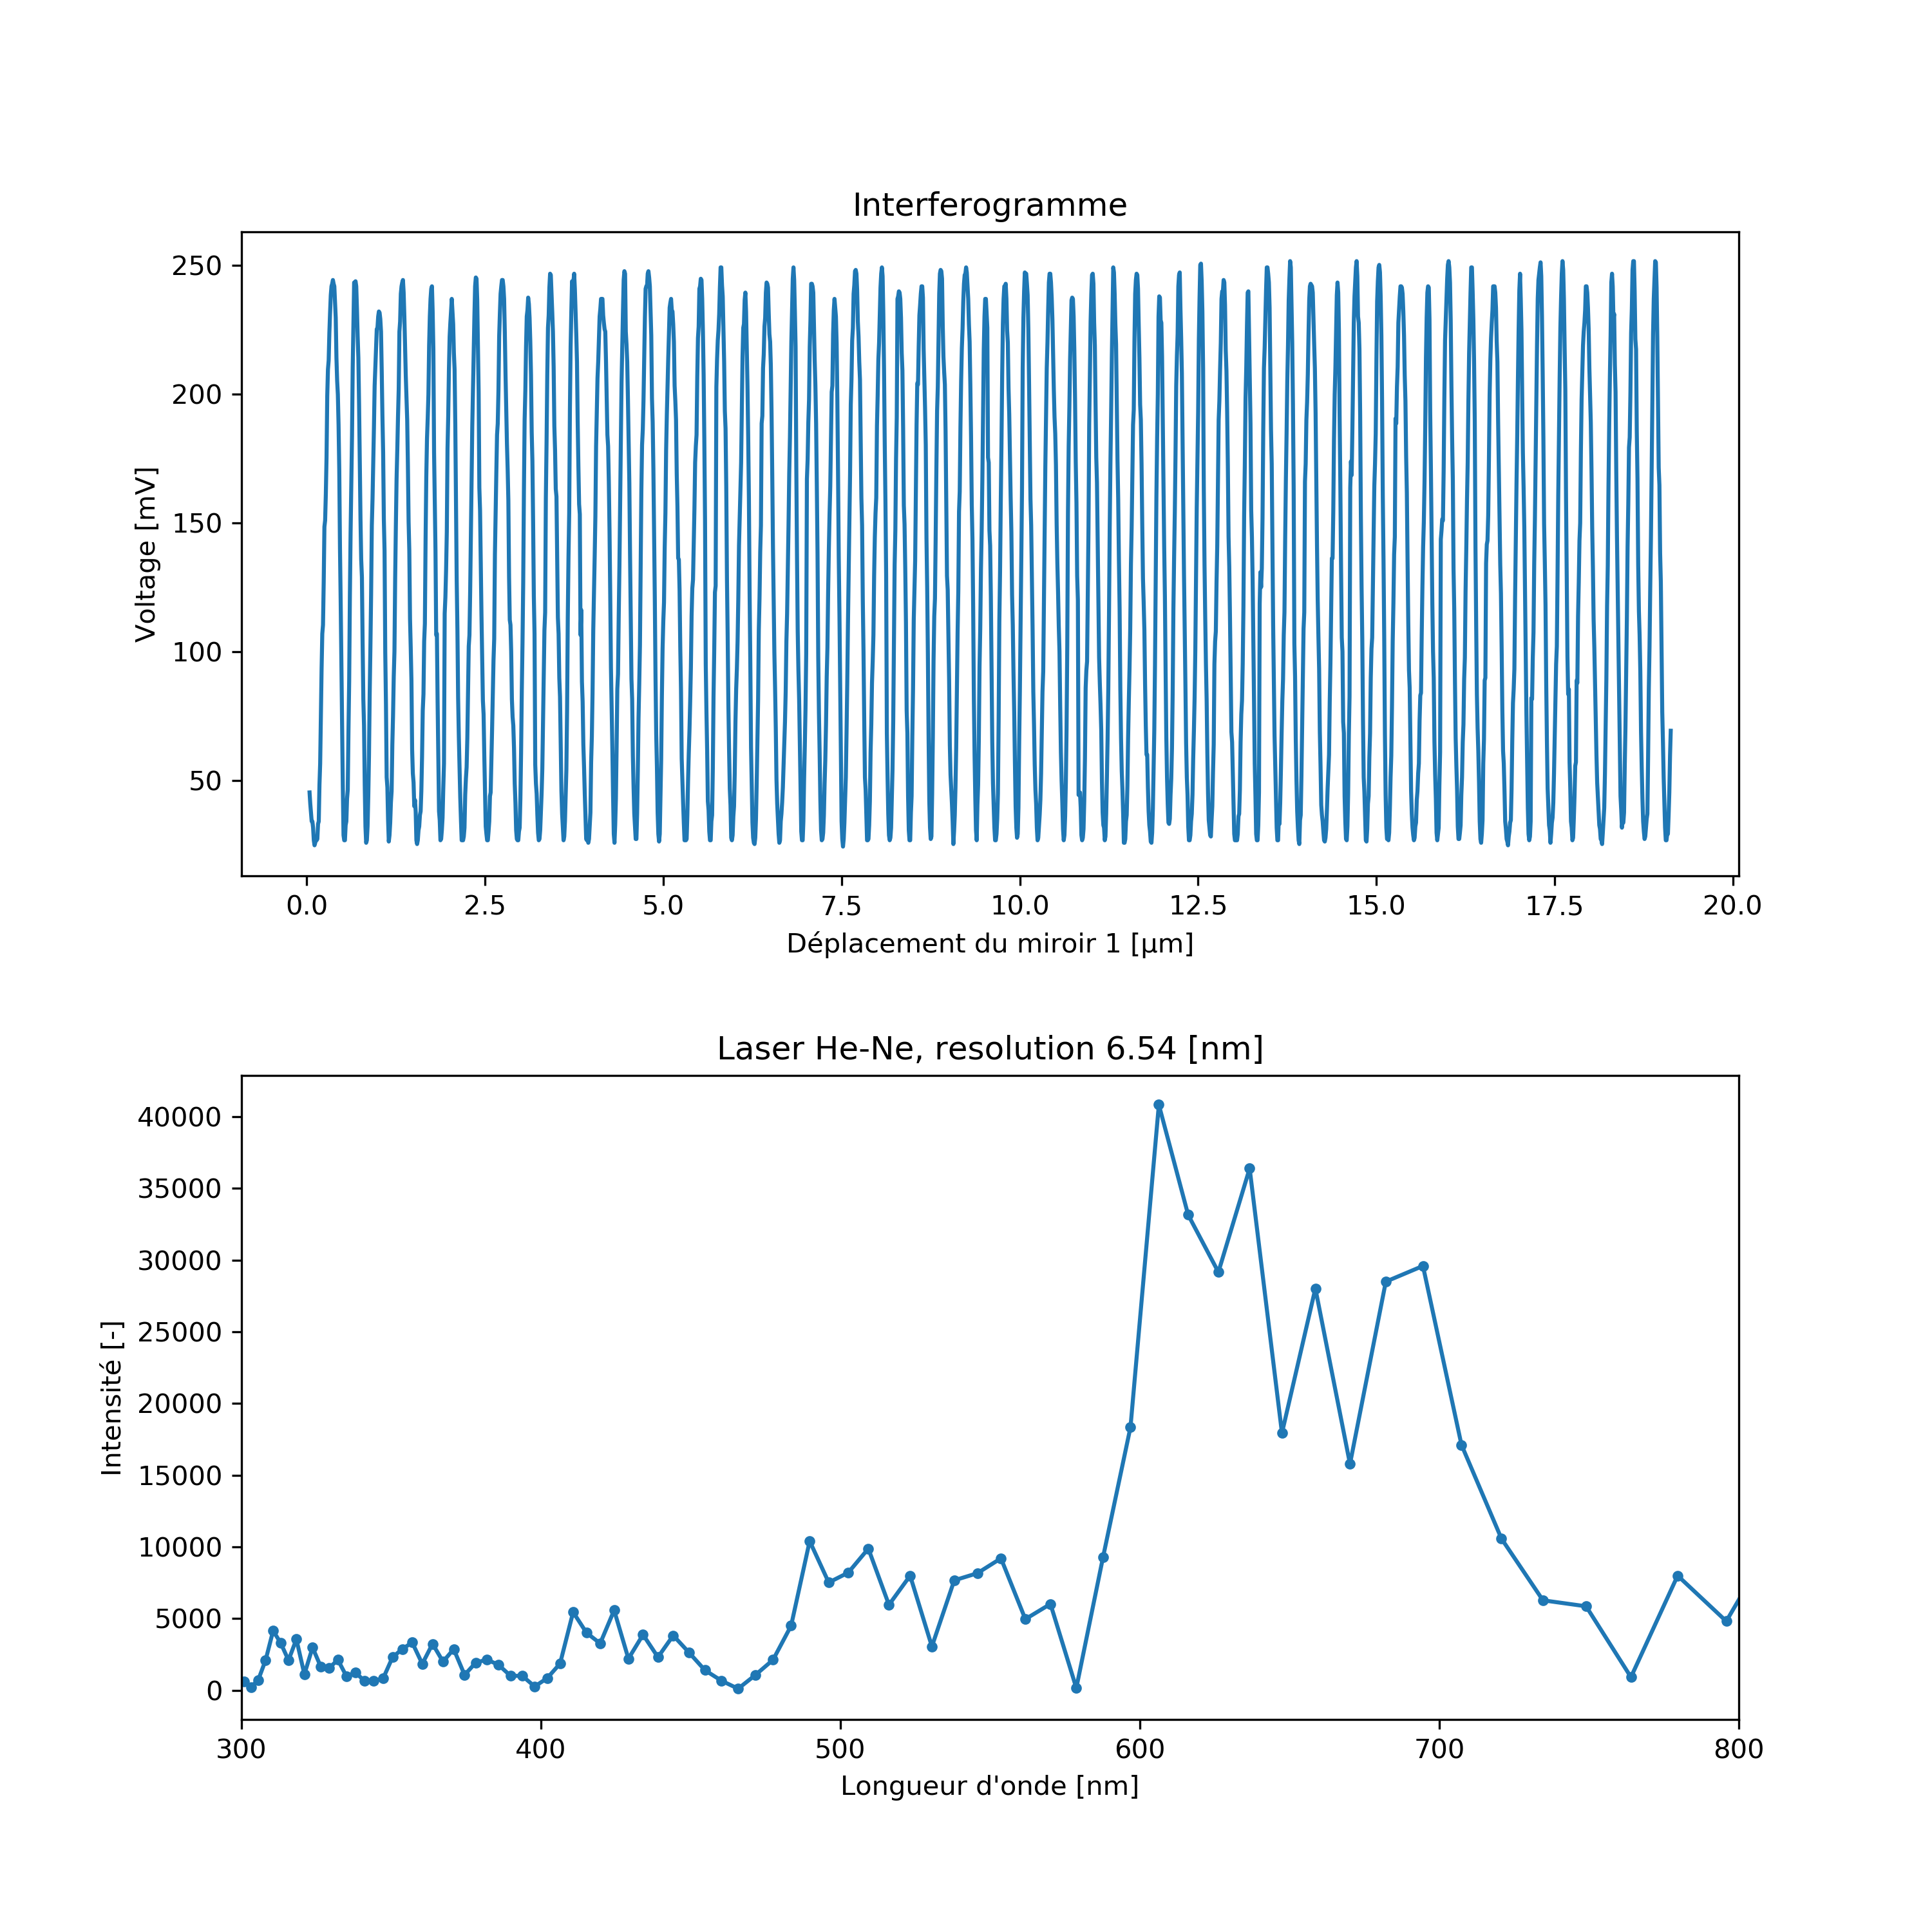 Interferogramme
250
200
150
100
50
Voltage [mV]
0.0 2.5 5.0 7.5 10.0 12.5 15.0 17.5 20.0
Déplacement du miroir 1 [μm]
Laser He-Ne, resolution 6.54 [nm]
40000
35000
30000
25000
20000
15000
10000
5000
0
Intensité [-]
300 400 500 600 700 800
Longueur d'onde [nm]